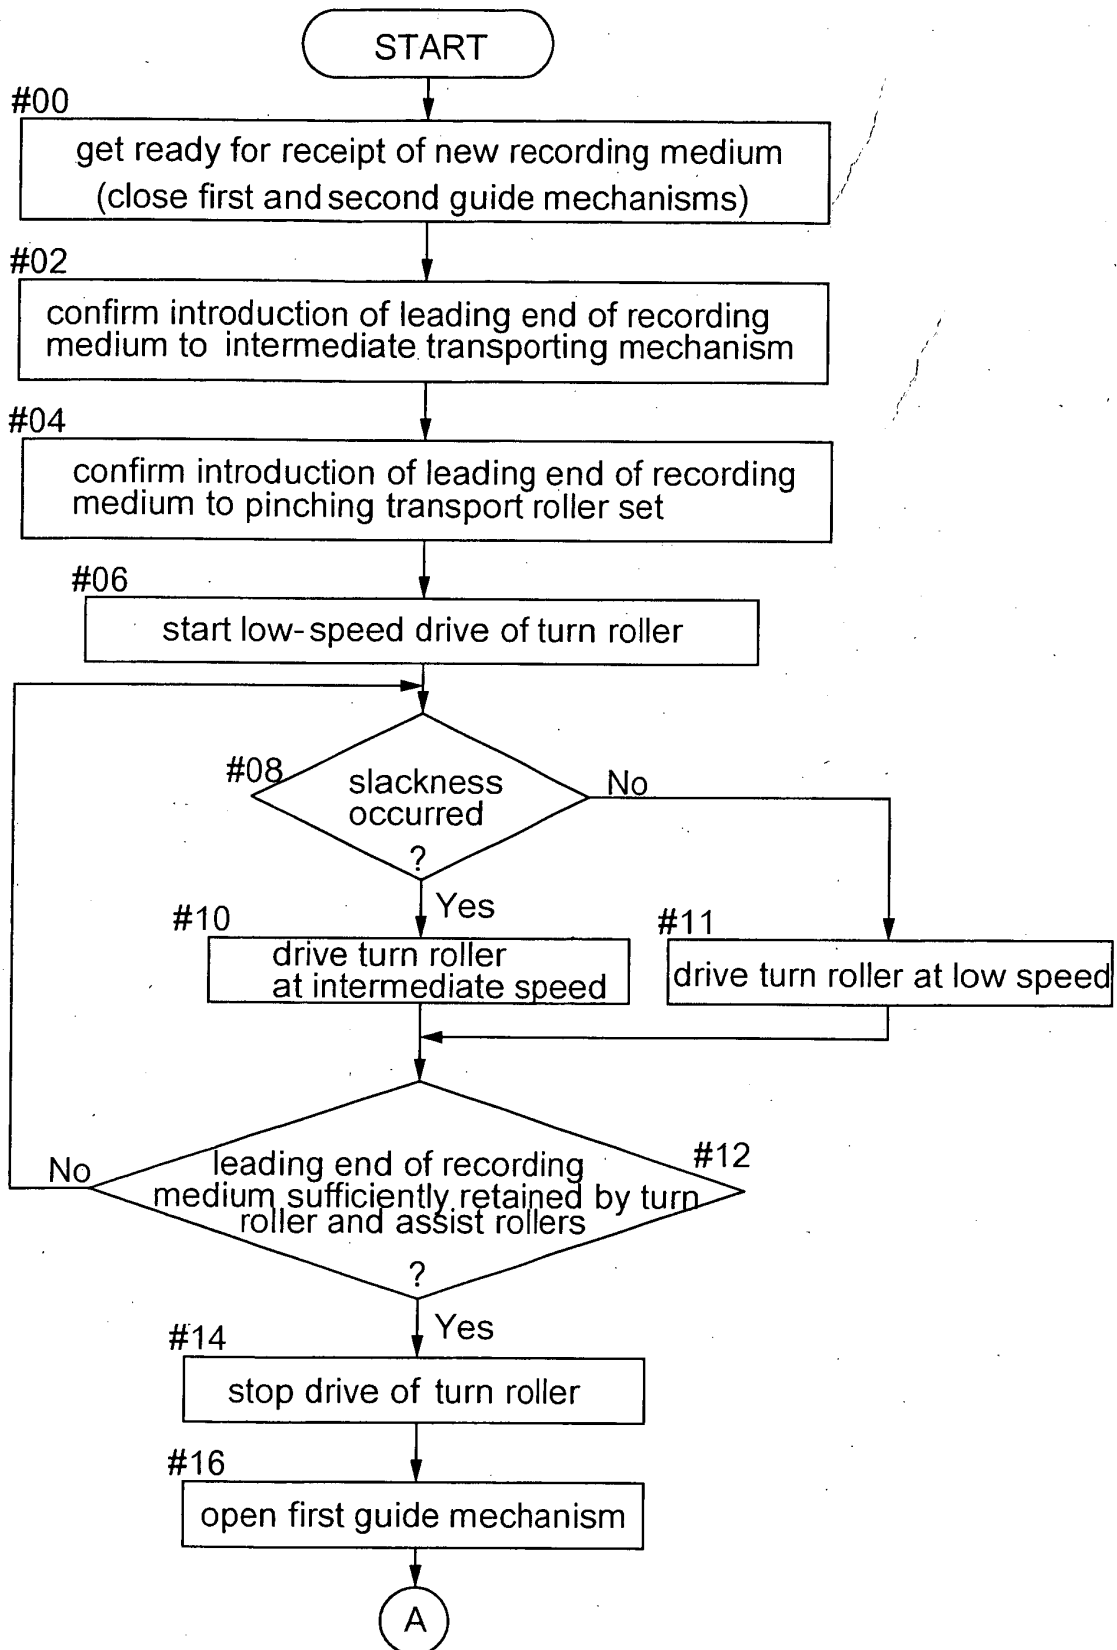 START
#00
get ready for receipt of new recording medium
(close first and second guide mechanisms)
#02
confirm introduction of leading end of recording
medium to intermediate transporting mechanism
#04
confirm introduction of leading end of recording
medium to pinching transport roller set
#06
start low-speed drive of turn roller
#08
slackness
occurred
?
No
Yes
#10
drive turn roller
at intermediate speed
#11
drive turn roller at low speed
#12
leading end of recording
medium sufficiently retained by turn
roller and assist rollers
?
No
Yes
#14
stop drive of turn roller
#16
open first guide mechanism
A